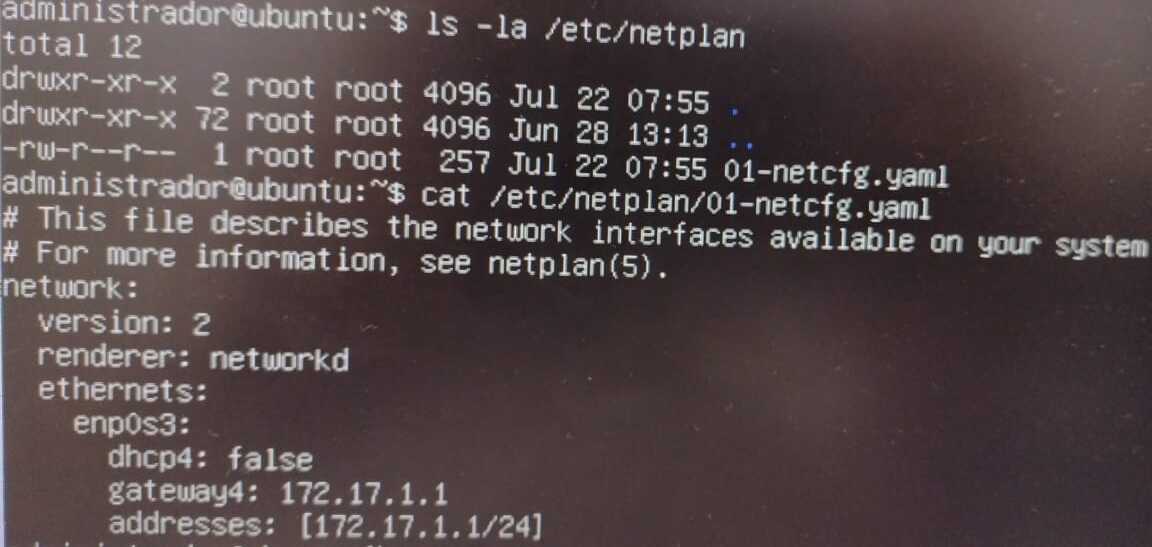 administrador@ubuntu:~$ ls -la /etc/netplan
total 12
drwxr-xr-x  2 root root 4096 Jul 22 07:55 .
drwxr-xr-x 72 root root 4096 Jun 28 13:13 ..
-rw-r--r--  1 root root  257 Jul 22 07:55 01-netcfg.yaml
administrador@ubuntu:~$ cat /etc/netplan/01-netcfg.yaml
# This file describes the network interfaces available on your system
# For more information, see netplan(5).
network:
  version: 2
  renderer: networkd
  ethernets:
    enp0s3:
      dhcp4: false
      gateway4: 172.17.1.1
      addresses: [172.17.1.1/24]